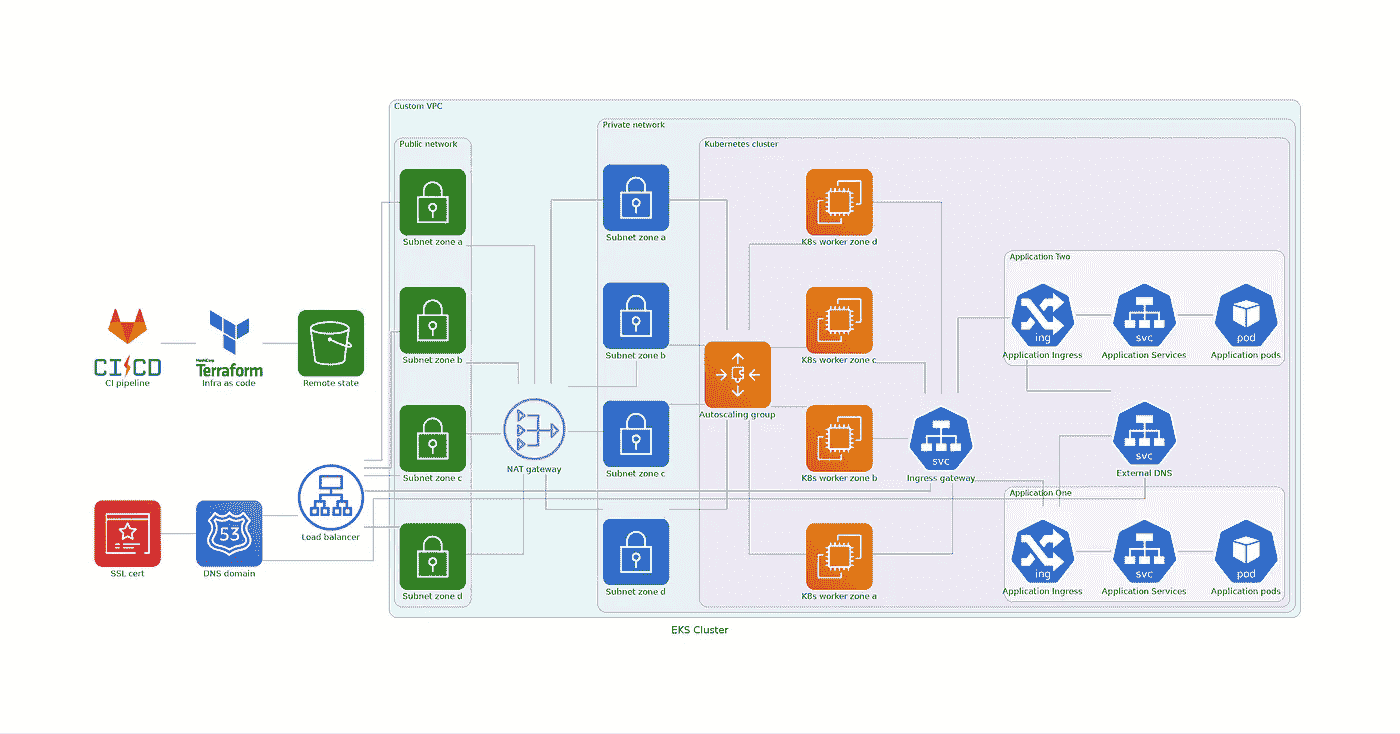 Custom VPC
Private network
Public network
Kubernetes cluster
Subnet zone a
Subnet zone a
K8s worker zone d
Application Two
ing
svc
pod
Application Ingress
Application Services
Application pods
Subnet zone b
Subnet zone b
K8s worker zone c
CI CD
CI pipeline
HashiCorp
Terraform
Infra as code
Remote state
Autoscaling group
NAT gateway
Subnet zone c
Subnet zone c
K8s worker zone b
svc
Ingress gateway
svc
External DNS
53
SSL cert
DNS domain
Load balancer
Application One
ing
svc
pod
Subnet zone d
Subnet zone d
K8s worker zone a
Application Ingress
Application Services
Application pods
EKS Cluster